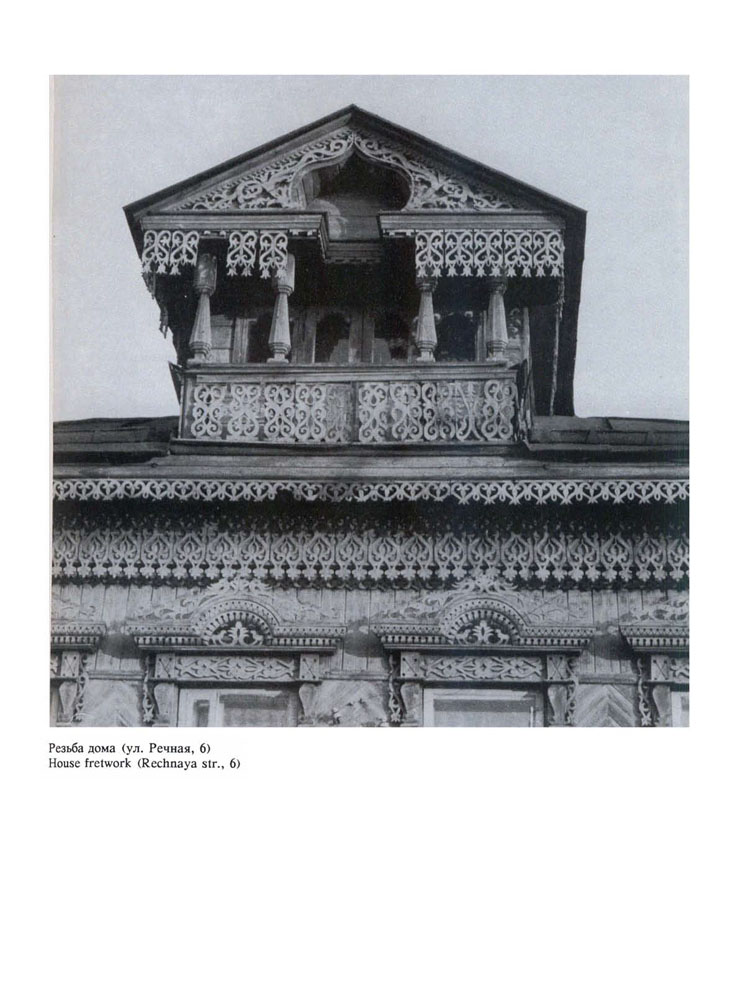 Резьба дома (ул. Речная, 6)
House fretwork (Rechnaya str., 6)